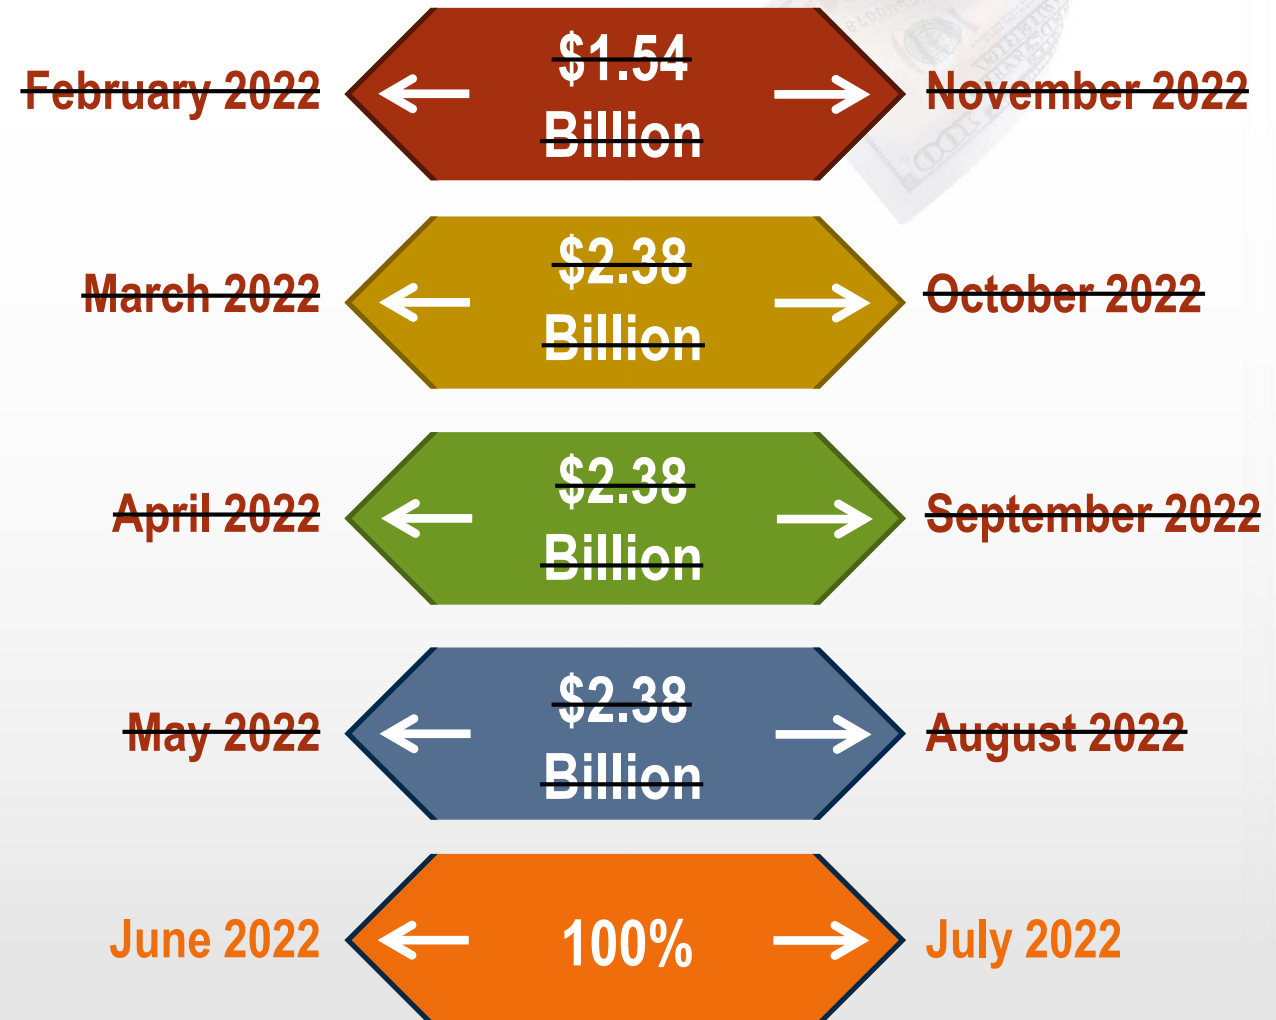 February 2022
$1.54
Billion
November 2022
March 2022
$2.38
Billion
October 2022
April 2022
$2.38
Billion
September 2022
May 2022
$2.38
Billion
August 2022
June 2022
100%
July 2022